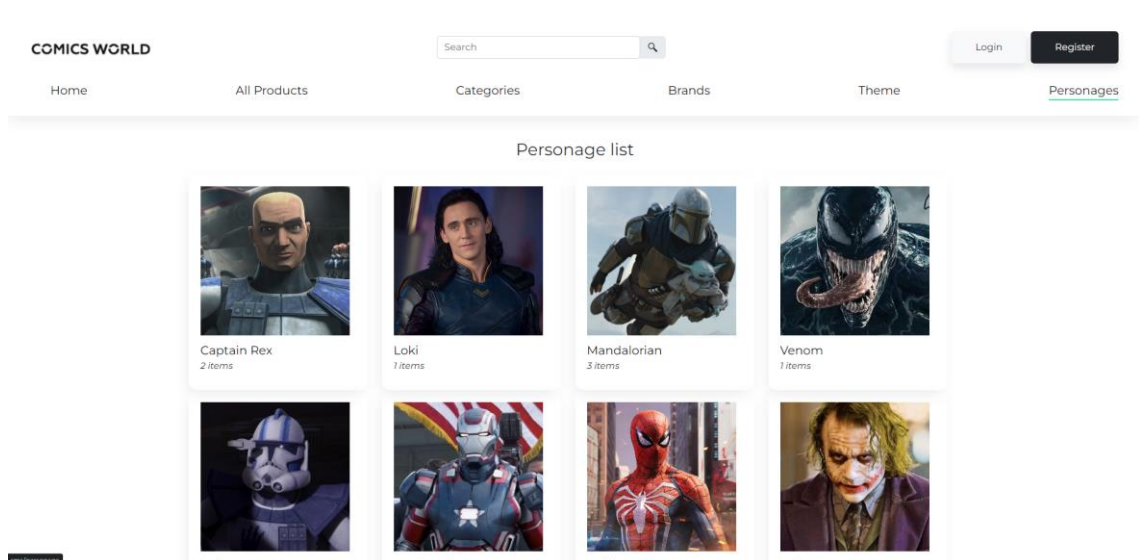 COMICS WORLD
Search
Login
Register
Home
All Products
Categories
Brands
Theme
Personages
Personage list
Captain Rex
2 items
Loki
1 items
Mandalorian
3 items
Venom
1 items